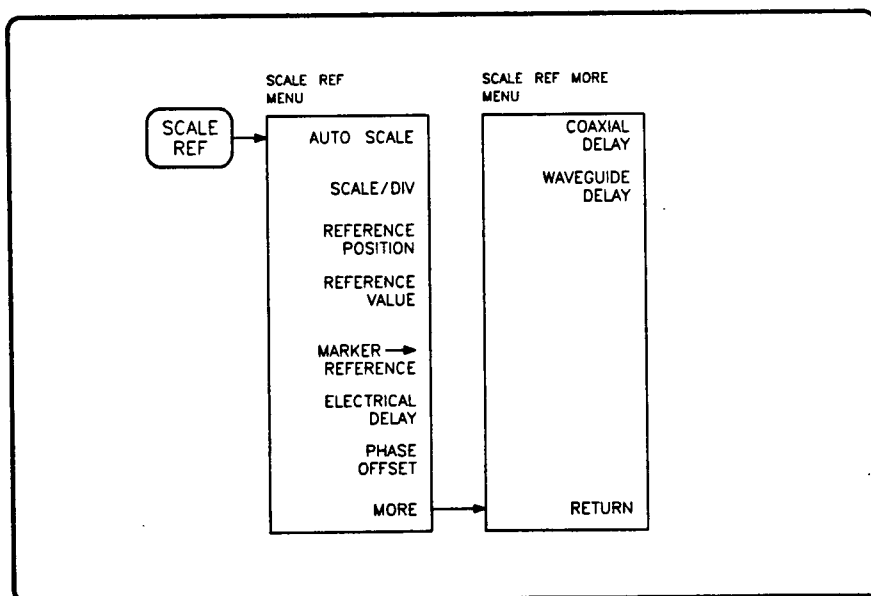 SCALE
REF
SCALE REF
MENU
AUTO SCALE
SCALE/DIV
REFERENCE
POSITION
REFERENCE
VALUE
MARKER →
REFERENCE
ELECTRICAL
DELAY
PHASE
OFFSET
MORE
SCALE REF MORE
MENU
COAXIAL
DELAY
WAVEGUIDE
DELAY
RETURN